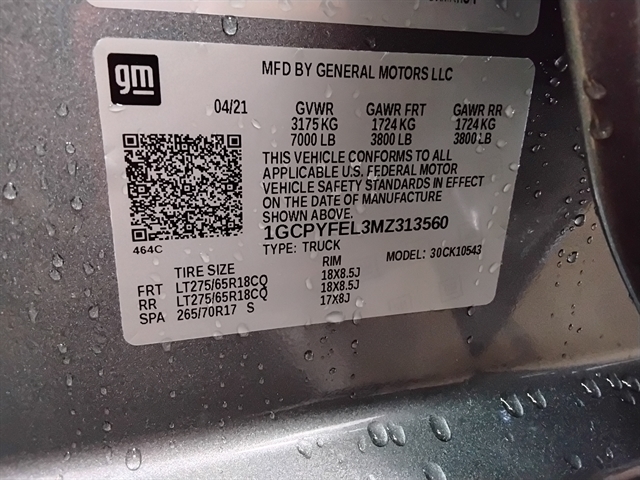 gm
MFD BY GENERAL MOTORS LLC
04/21 GVWR GAWR FRT GAWR RR
3175 KG 1724 KG 1724 KG
7000 LB 3800 LB 3800 LB
THIS VEHICLE CONFORMS TO ALL
APPLICABLE U.S. FEDERAL MOTOR
VEHICLE SAFETY STANDARDS IN EFFECT
ON THE DATE OF MANUFACTURE
SHOWN ABOVE.
1GCPYFEL3MZ313560
464C TYPE: TRUCK MODEL: 30CK10543
TIRE SIZE RIM
FRT LT275/65R18CQ 18X8.5J
RR LT275/65R18CQ 18X8.5J
SPA 265/70R17 S 17X8J